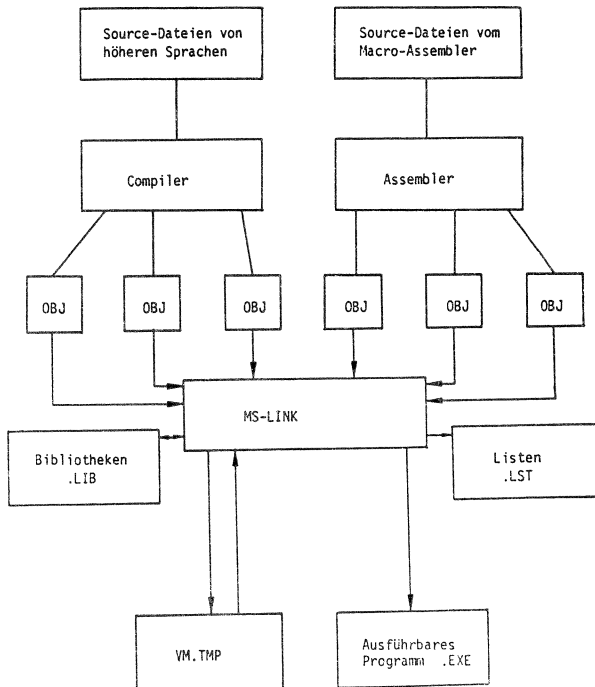 Source-Dateien von
höheren Sprachen
Source-Dateien vom
Macro-Assembler
Compiler
Assembler
OBJ
OBJ
OBJ
OBJ
OBJ
OBJ
MS-LINK
Bibliotheken
.LIB
Listen
.LST
VM.TMP
Ausführbares
Programm .EXE